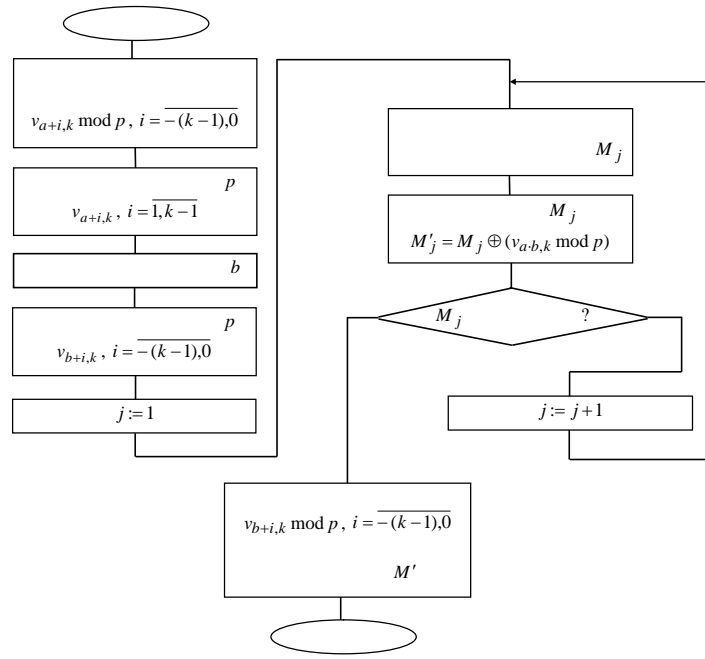 v_{a+i,k} mod p , i = \overline{-(k-1),0}
p
v_{a+i,k} , i = \overline{1,k-1}
b
p
v_{b+i,k} , i = \overline{-(k-1),0}
j := 1
M_j
M_j
M'_j = M_j ⊕ (v_{a·b,k} mod p)
M_j ?
j := j+1
v_{b+i,k} mod p , i = \overline{-(k-1),0}
M'